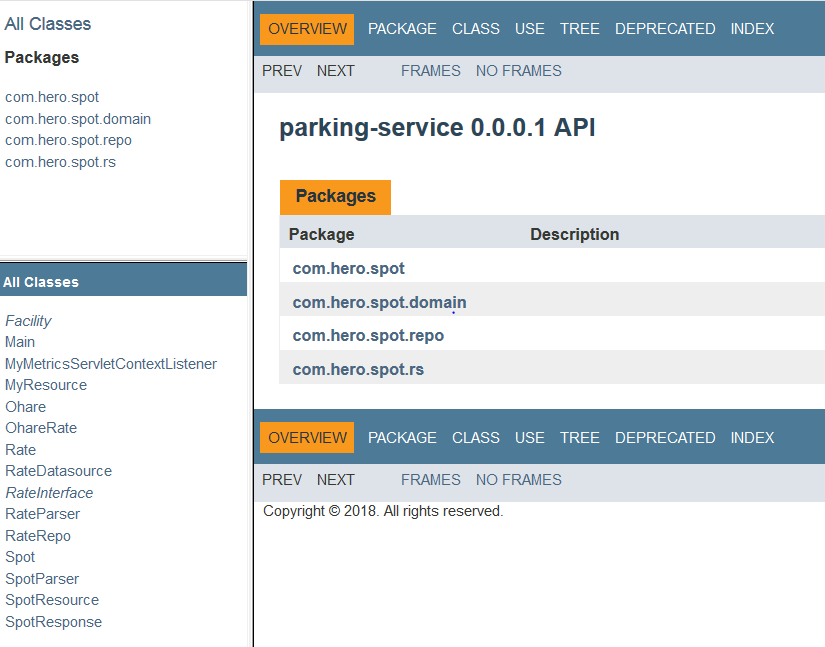 All Classes
Packages
com.hero.spot
com.hero.spot.domain
com.hero.spot.repo
com.hero.spot.rs
All Classes
Facility
Main
MyMetricsServletContextListener
MyResource
Ohare
OhareRate
Rate
RateDatasource
RateInterface
RateParser
RateRepo
Spot
SpotParser
SpotResource
SpotResponse
OVERVIEW PACKAGE CLASS USE TREE DEPRECATED INDEX
PREV NEXT FRAMES NO FRAMES
parking-service 0.0.0.1 API
Packages
Package Description
com.hero.spot
com.hero.spot.domain
com.hero.spot.repo
com.hero.spot.rs
OVERVIEW PACKAGE CLASS USE TREE DEPRECATED INDEX
PREV NEXT FRAMES NO FRAMES
Copyright © 2018. All rights reserved.